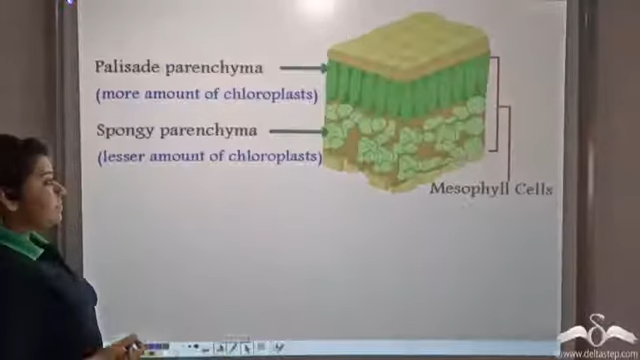 Palisade parenchyma
(more amount of chloroplasts)
Spongy parenchyma
(lesser amount of chloroplasts)
Mesophyll Cells
www.deltastep.com